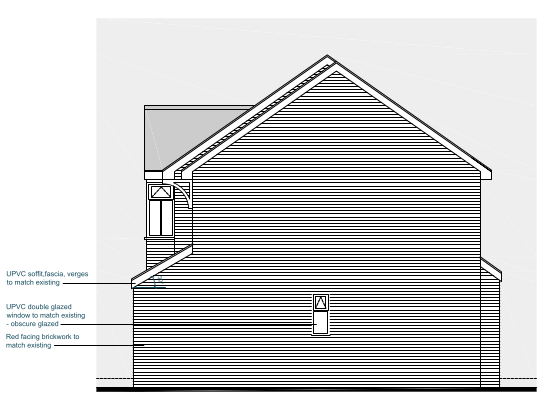 UPVC soffit,fascia, verges
to match existing
UPVC double glazed
window to match existing
- obscure glazed
Red facing brickwork to
match existing